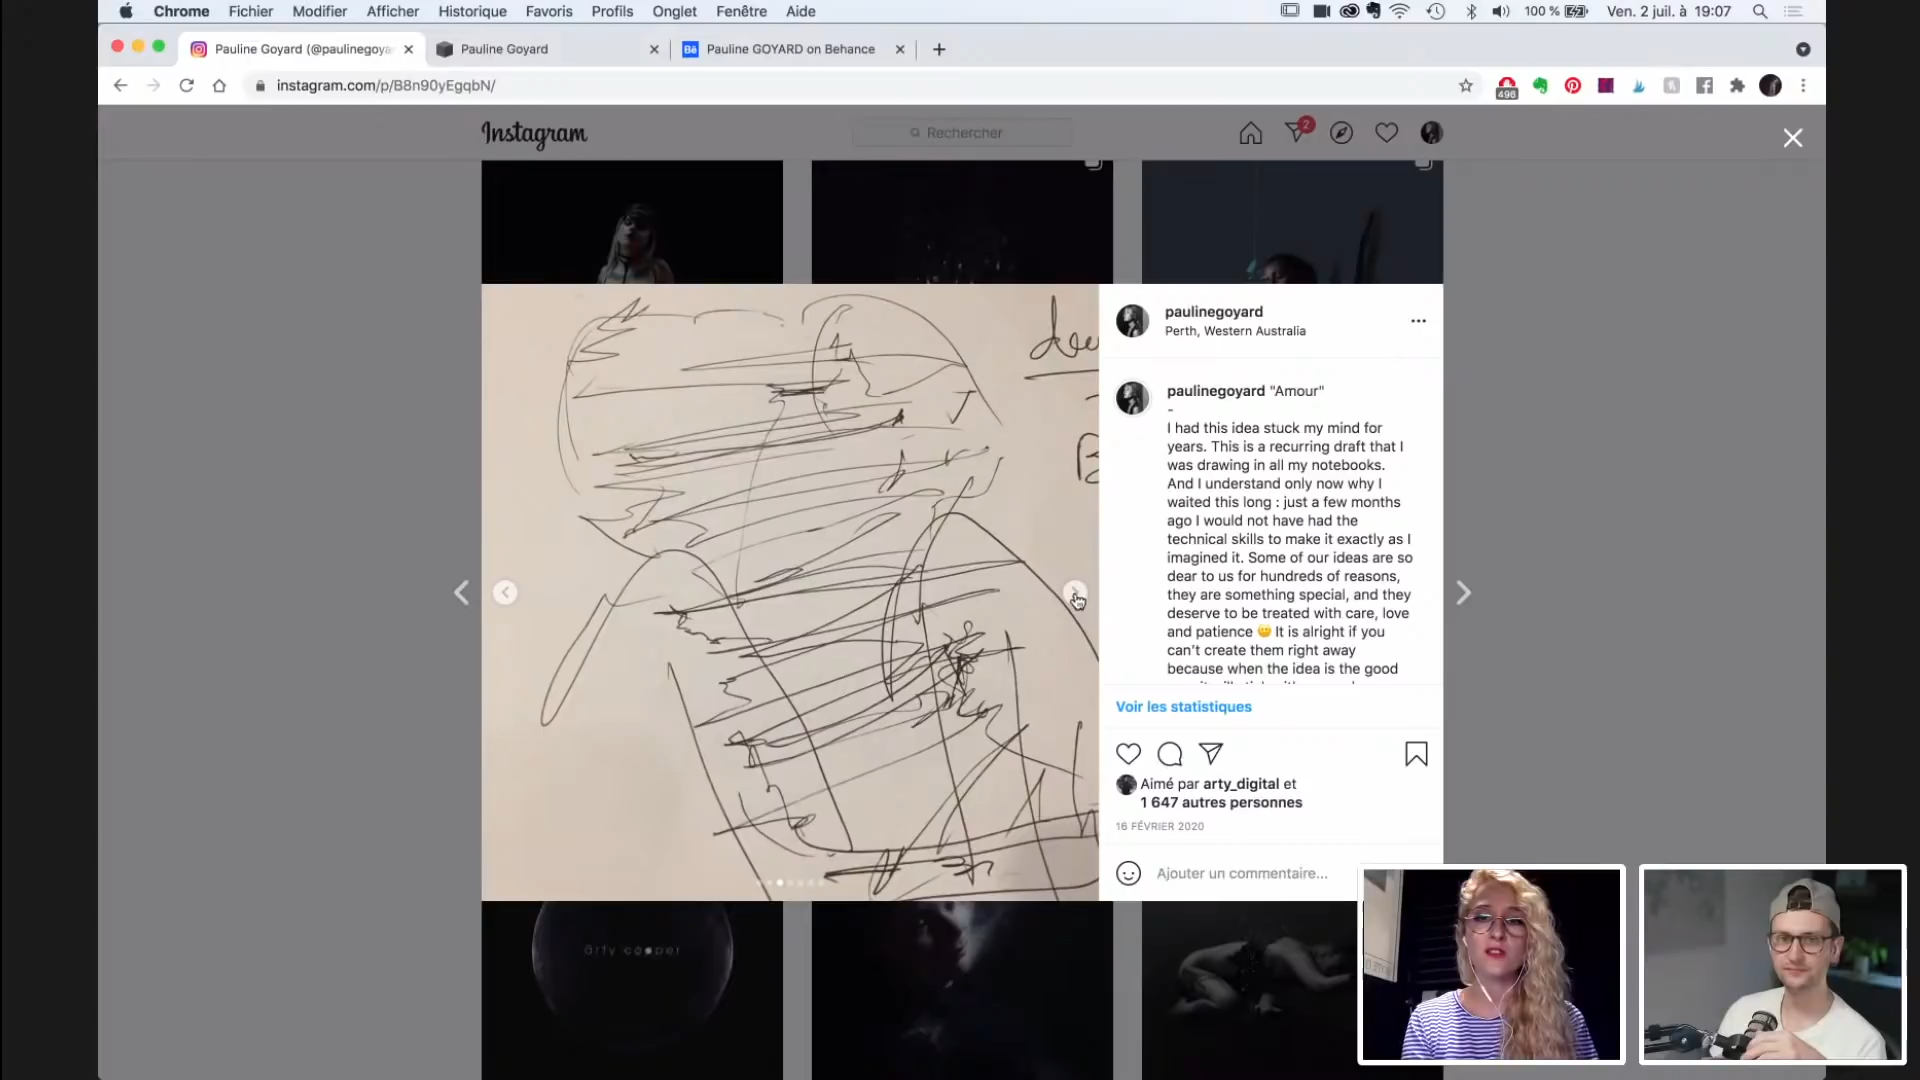 Chrome Fichier Modifier Afficher Historique Favoris Profils Onglet Fenêtre Aide 100 % Ven. 2 juil. à 19:07
Pauline Goyard (@paulinegoya
Pauline Goyard
Bē Pauline GOYARD on Behance
instagram.com/p/B8n90yEgqbN/
496
Instagram
Rechercher
2
paulinegoyard
Perth, Western Australia
paulinegoyard "Amour"
-
I had this idea stuck my mind for
years. This is a recurring draft that I
was drawing in all my notebooks.
And I understand only now why I
waited this long : just a few months
ago I would not have had the
technical skills to make it exactly as I
imagined it. Some of our ideas are so
dear to us for hundreds of reasons,
they are something special, and they
deserve to be treated with care, love
and patience 🙂 It is alright if you
can't create them right away
because when the idea is the good
Voir les statistiques
Aimé par arty_digital et
1 647 autres personnes
16 FÉVRIER 2020
Ajouter un commentaire...
arty cooper